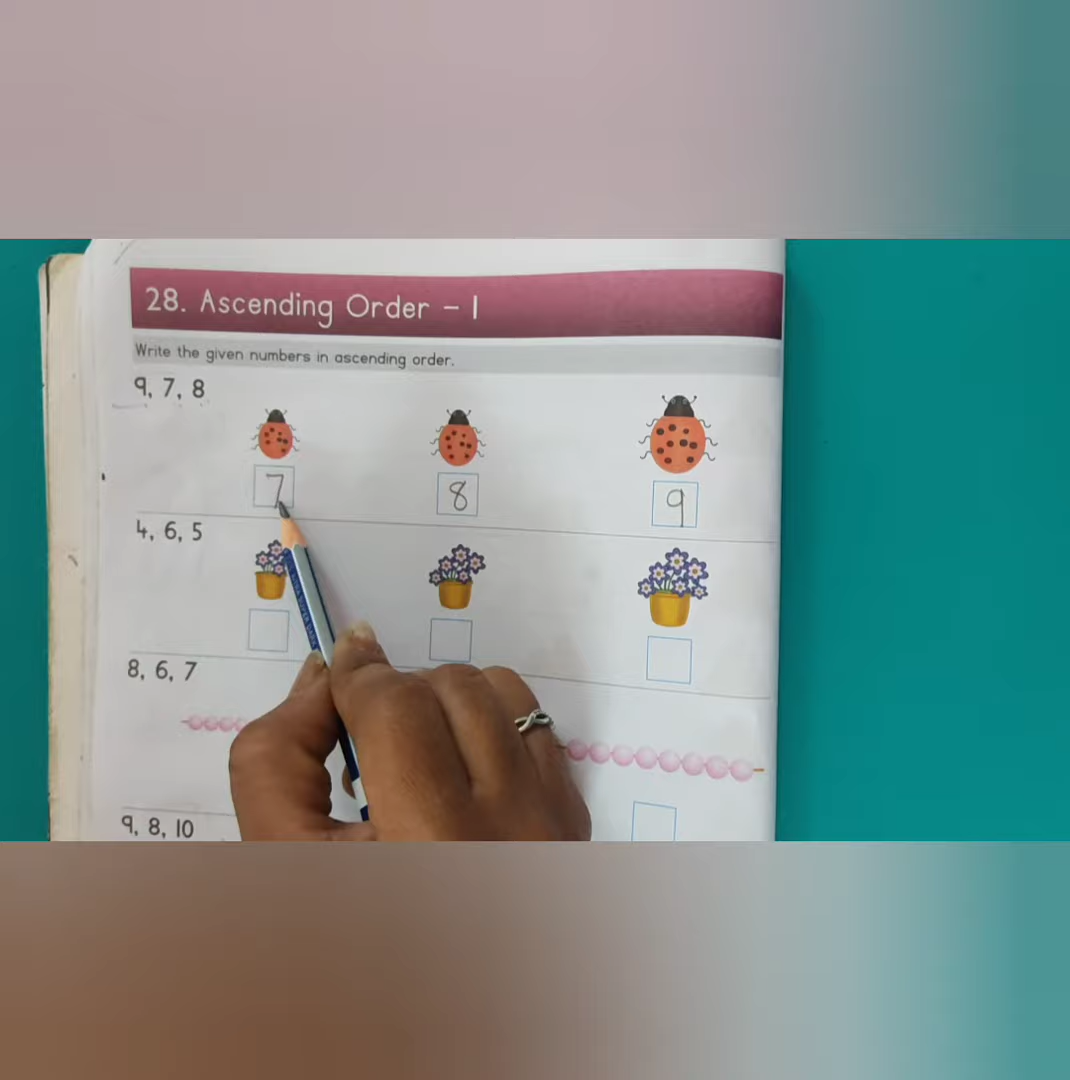 28. Ascending Order - 1
Write the given numbers in ascending order.
9, 7, 8
7 8 9
4, 6, 5
8, 6, 7
9, 8, 10